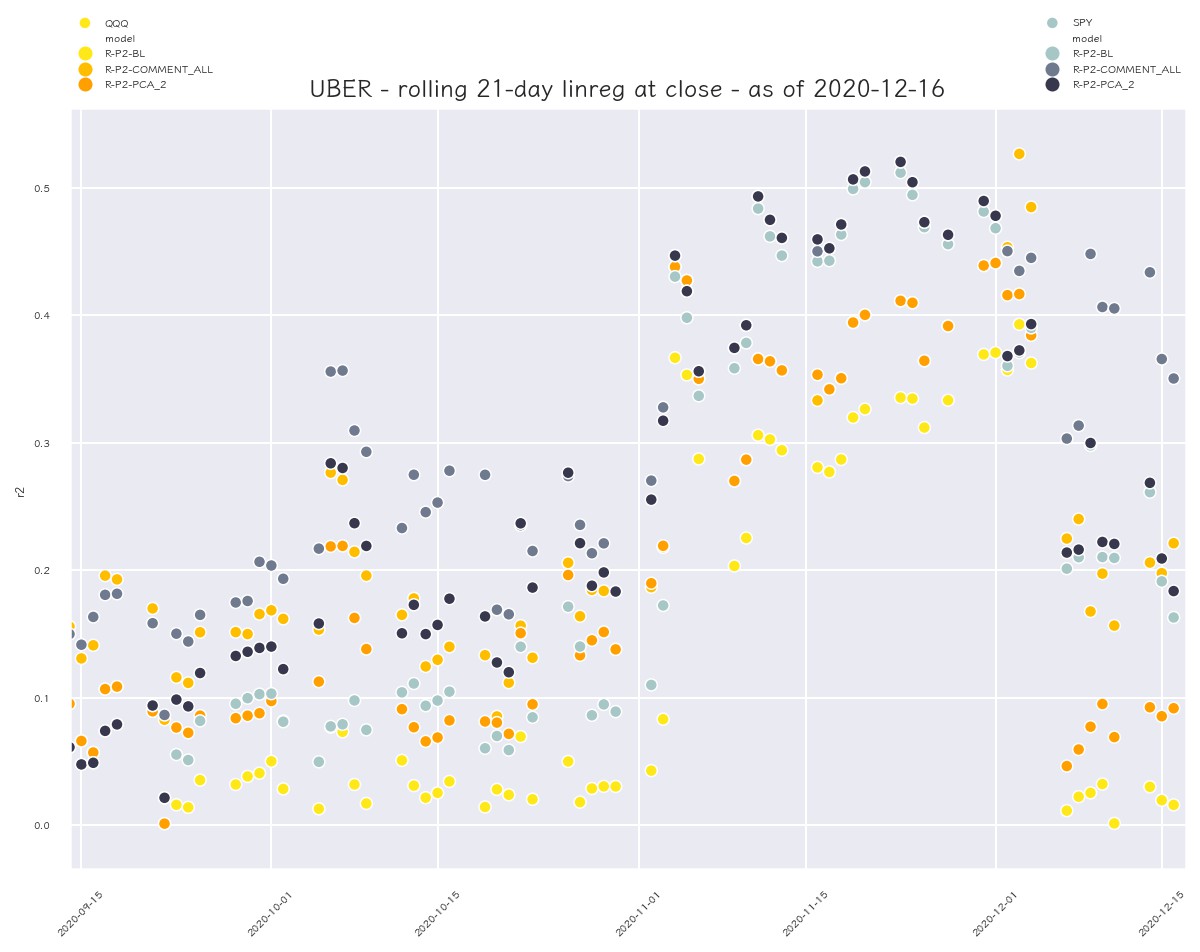 QQQ
model
R-P2-BL
R-P2-COMMENT_ALL
R-P2-PCA_2
SPY
model
R-P2-BL
R-P2-COMMENT_ALL
R-P2-PCA_2
UBER - rolling 21-day linreg at close - as of 2020-12-16
0.5
0.4
0.3
r2
0.2
0.1
0.0
2020-09-15
2020-10-01
2020-10-15
2020-11-01
2020-11-15
2020-12-01
2020-12-15